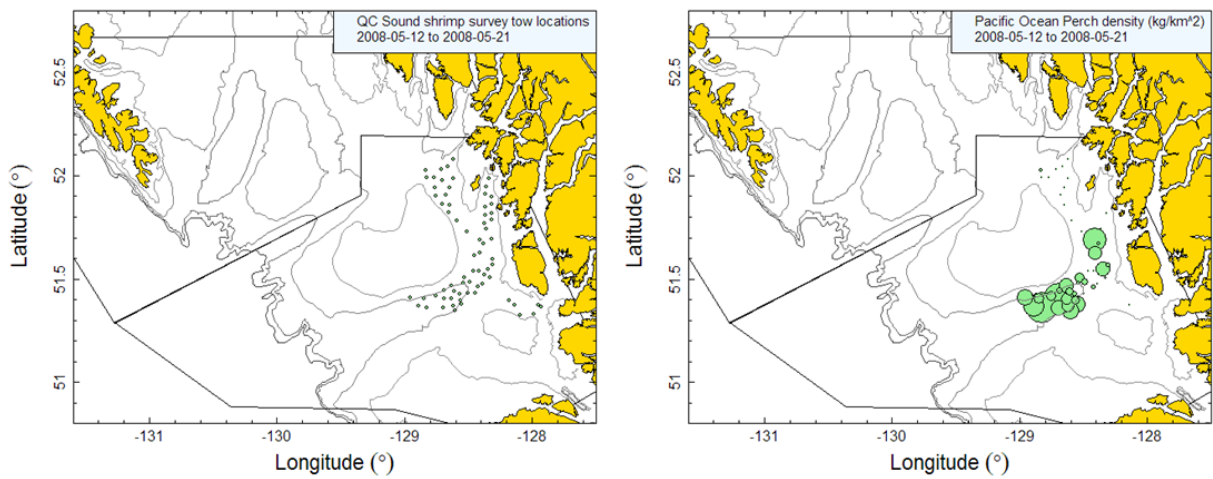 QC Sound shrimp survey tow locations
2008-05-12 to 2008-05-21
52.5
52
51.5
51
Latitude (°)
-131
-130
-129
-128
Longitude (°)
Pacific Ocean Perch density (kg/km^2)
2008-05-12 to 2008-05-21
52.5
52
51.5
51
Latitude (°)
-131
-130
-129
-128
Longitude (°)